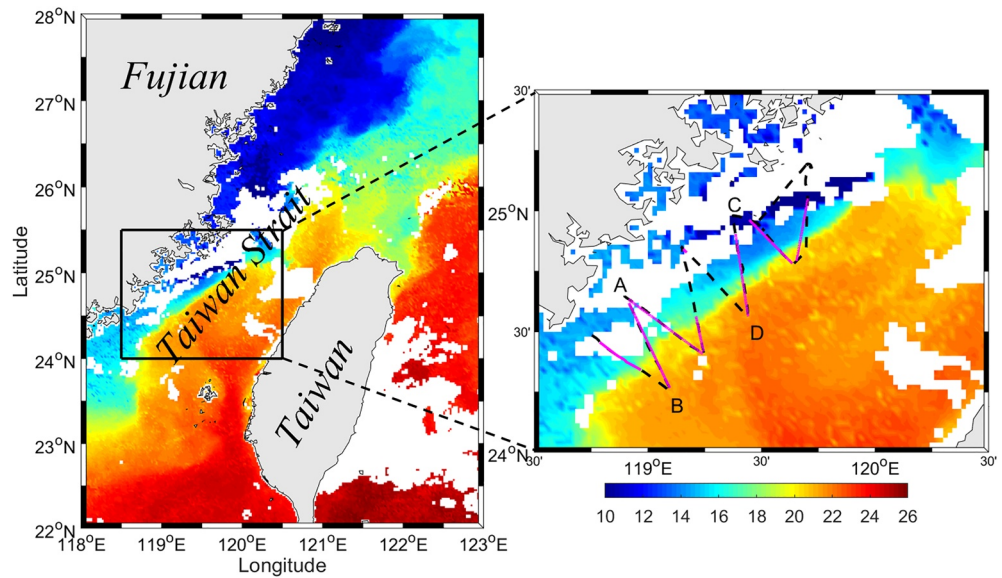 28°N
27°N
26°N
25°N
24°N
23°N
22°N
118°E
119°E
120°E
121°E
122°E
123°E
Latitude
Longitude
Fujian
Taiwan Strait
Taiwan
25°N
30'
24°N
30'
119°E
30'
120°E
30'
A
B
C
D
10 12 14 16 18 20 22 24 26